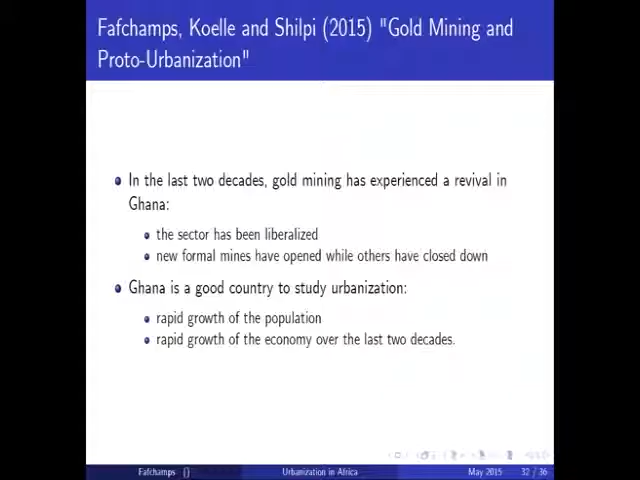 Fafchamps, Koelle and Shilpi (2015) "Gold Mining and
Proto-Urbanization"
In the last two decades, gold mining has experienced a revival in
Ghana:
the sector has been liberalized
new formal mines have opened while others have closed down
Ghana is a good country to study urbanization:
rapid growth of the population
rapid growth of the economy over the last two decades.
Fafchamps () Urbanization in Africa May 2015 32 / 36